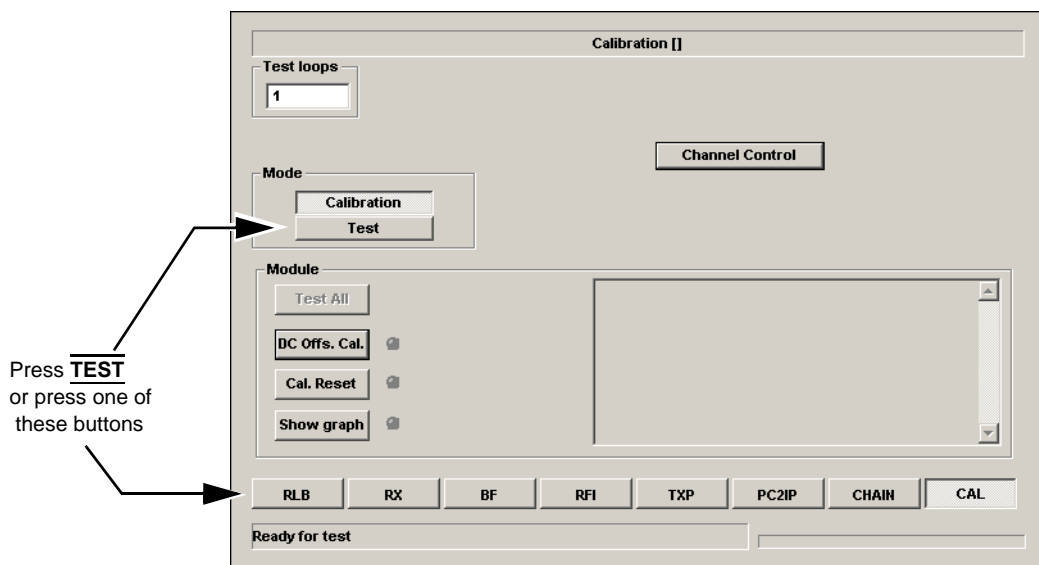 Calibration []
Test loops
1
Channel Control
Mode
Calibration
Test
Module
Test All
DC Offs. Cal.
Cal. Reset
Show graph
Press TEST
or press one of
these buttons
RLB RX BF RFI TXP PC2IP CHAIN CAL
Ready for test